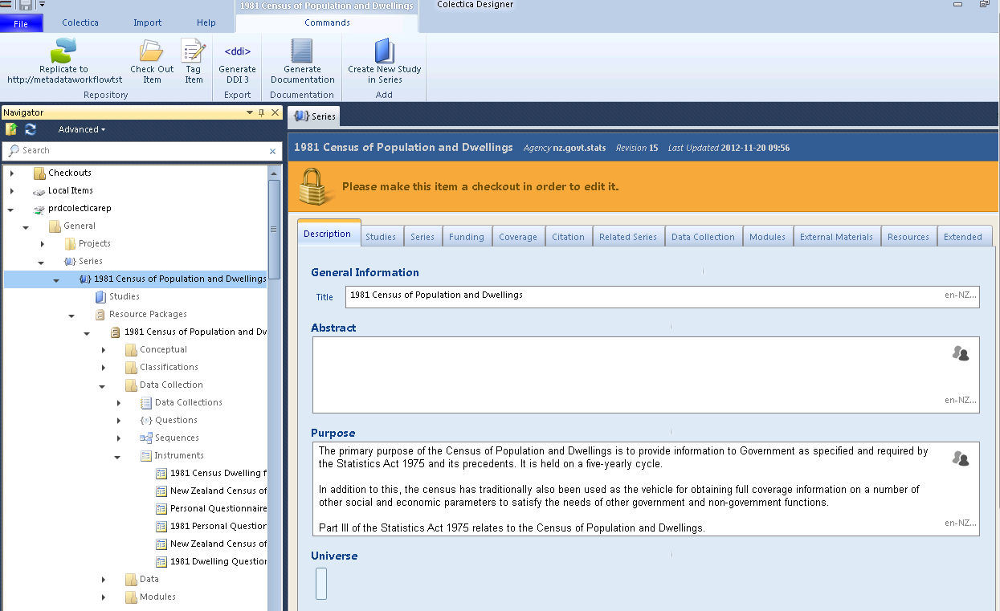 1981 Census of Population and Dwellings
Colectica Designer
File
Colectica
Import
Help
Commands
Replicate to
http://metadataworkflowtst
Check Out
Item
Tag
Item
Repository
<ddi>
Generate
DDI 3
Export
Generate
Documentation
Documentation
Create New Study
in Series
Add
Navigator
Advanced
Search
Checkouts
Local Items
prdcolecticarep
General
Projects
Series
1981 Census of Population and Dwellings
Studies
Resource Packages
1981 Census of Population and Dw
Conceptual
Classifications
Data Collection
Data Collections
Questions
Sequences
Instruments
1981 Census Dwelling f
New Zealand Census of
Personal Questionnaire
1981 Personal Question
New Zealand Census of
1981 Dwelling Question
Data
Modules
Series
1981 Census of Population and Dwellings Agency nz.govt.stats Revision 15 Last Updated 2012-11-20 09:56
Please make this item a checkout in order to edit it.
Description
Studies
Series
Funding
Coverage
Citation
Related Series
Data Collection
Modules
External Materials
Resources
Extended
General Information
Title
1981 Census of Population and Dwellings
en-NZ...
Abstract
en-NZ...
Purpose
The primary purpose of the Census of Population and Dwellings is to provide information to Government as specified and required by
the Statistics Act 1975 and its precedents. It is held on a five-yearly cycle.
In addition to this, the census has traditionally also been used as the vehicle for obtaining full coverage information on a number of
other social and economic parameters to satisfy the needs of other government and non-government functions.
Part III of the Statistics Act 1975 relates to the Census of Population and Dwellings.
en-NZ...
Universe